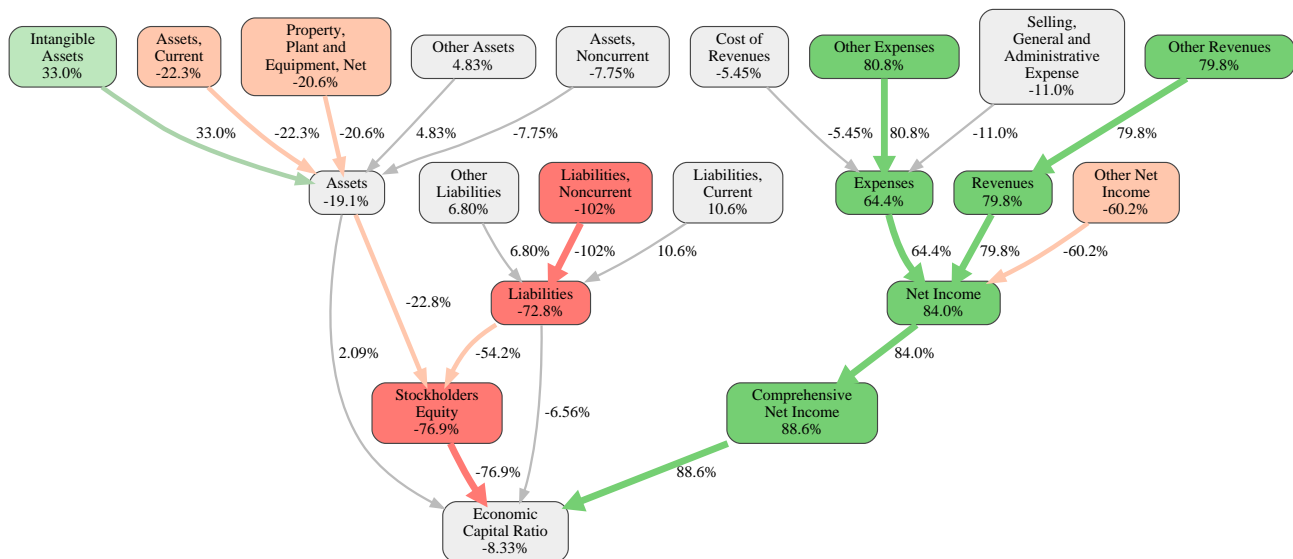 Intangible
Assets
33.0%
Assets,
Current
-22.3%
Property,
Plant and
Equipment, Net
-20.6%
Other Assets
4.83%
Assets,
Noncurrent
-7.75%
Cost of
Revenues
-5.45%
Other Expenses
80.8%
Selling,
General and
Administrative
Expense
-11.0%
Other Revenues
79.8%
33.0%
-22.3%
-20.6%
4.83%
-7.75%
-5.45%
80.8%
-11.0%
79.8%
Assets
-19.1%
Other
Liabilities
6.80%
Liabilities,
Noncurrent
-102%
Liabilities,
Current
10.6%
Expenses
64.4%
Revenues
79.8%
Other Net
Income
-60.2%
6.80%
-102%
10.6%
64.4%
79.8%
-60.2%
Liabilities
-72.8%
Net Income
84.0%
-22.8%
2.09%
-54.2%
84.0%
Stockholders
Equity
-76.9%
-6.56%
Comprehensive
Net Income
88.6%
-76.9%
88.6%
Economic
Capital Ratio
-8.33%